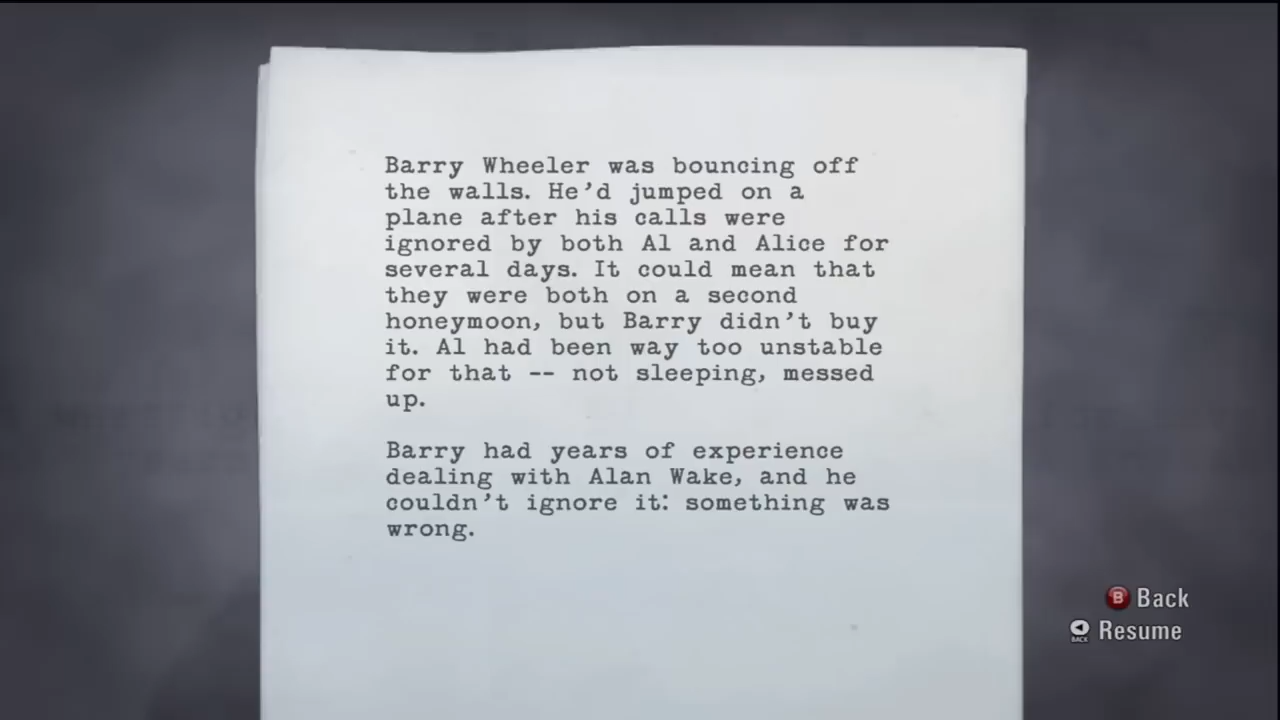 Barry Wheeler was bouncing off
the walls. He'd jumped on a
plane after his calls were
ignored by both Al and Alice for
several days. It could mean that
they were both on a second
honeymoon, but Barry didn't buy
it. Al had been way too unstable
for that -- not sleeping, messed
up.
Barry had years of experience
dealing with Alan Wake, and he
couldn't ignore it: something was
wrong.
B Back
BACK Resume